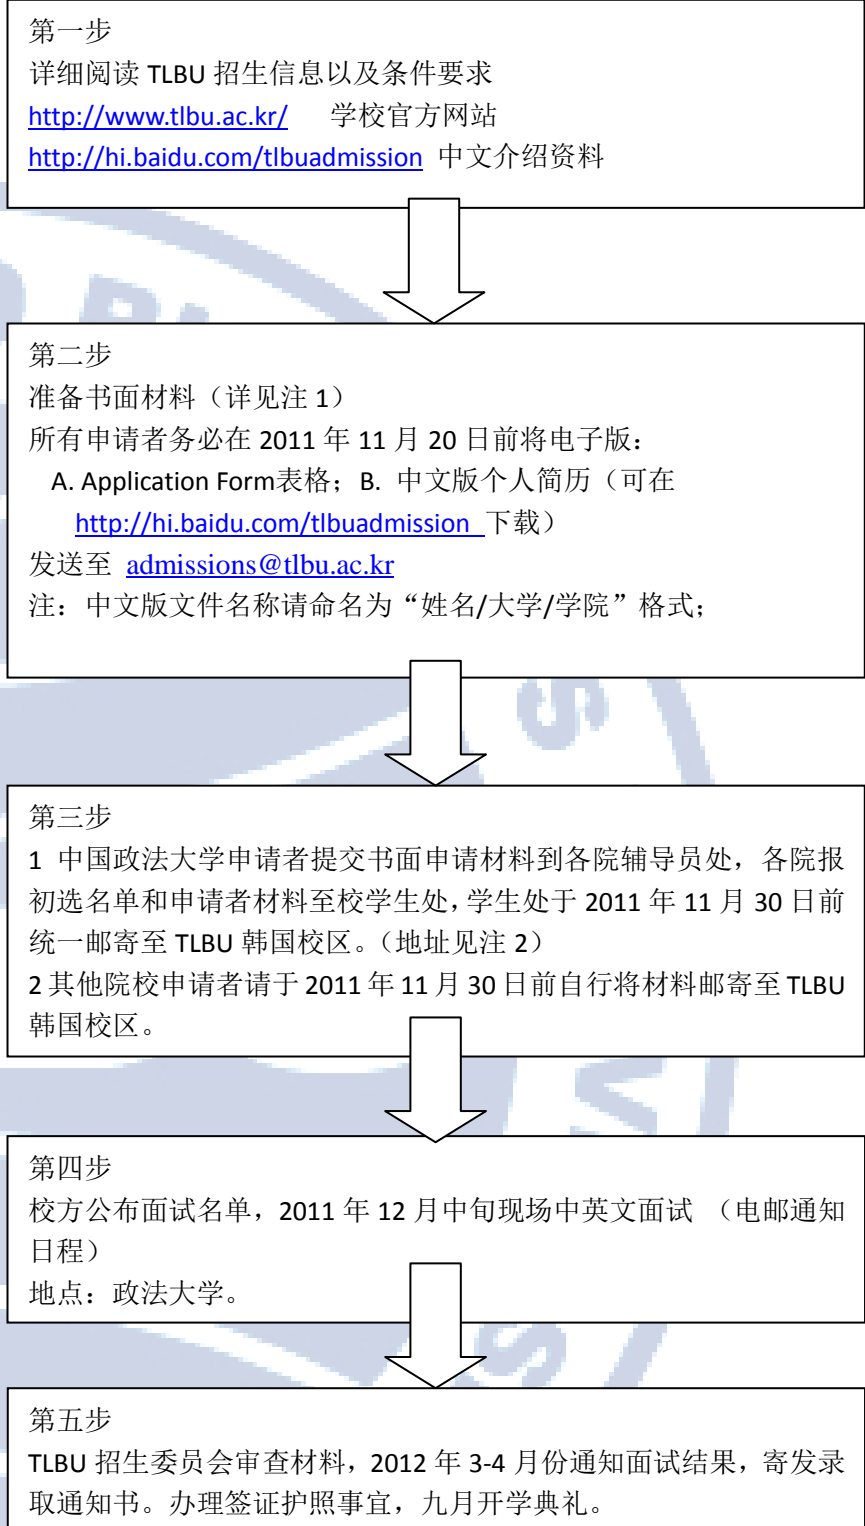 第一步
详细阅读 TLBU 招生信息以及条件要求
http://www.tlbu.ac.kr/ 学校官方网站
http://hi.baidu.com/tlbuadmission 中文介绍资料
第二步
准备书面材料（详见注 1）
所有申请者务必在 2011 年 11 月 20 日前将电子版：
A. Application Form表格；B. 中文版个人简历（可在
http://hi.baidu.com/tlbuadmission 下载）
发送至 admissions@tlbu.ac.kr
注：中文版文件名称请命名为“姓名/大学/学院”格式；
第三步
1 中国政法大学申请者提交书面申请材料到各院辅导员处，各院报
初选名单和申请者材料至校学生处，学生处于 2011 年 11 月 30 日前
统一邮寄至 TLBU 韩国校区。（地址见注 2）
2 其他院校申请者请于 2011 年 11 月 30 日前自行将材料邮寄至 TLBU
韩国校区。
第四步
校方公布面试名单，2011 年 12 月中旬现场中英文面试 （电邮通知
日程）
地点：政法大学。
第五步
TLBU 招生委员会审查材料，2012 年 3-4 月份通知面试结果，寄发录
取通知书。办理签证护照事宜，九月开学典礼。